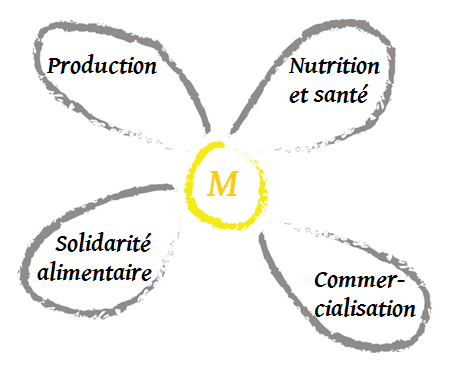 Production
Nutrition
et santé
M
Solidarité
alimentaire
Commer-
cialisation